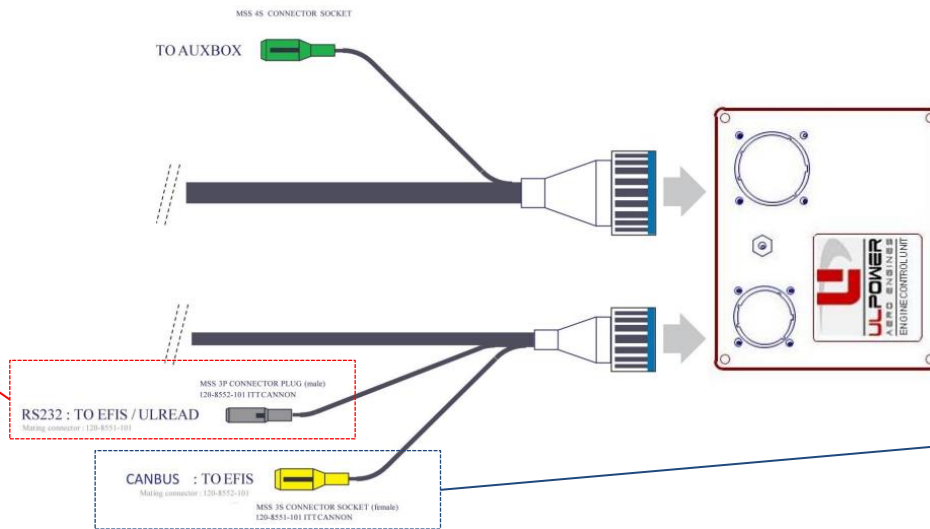 MSS 4S CONNECTOR SOCKET
TO AUXBOX
ULPOWER
AERO ENGINES
ENGINE CONTROL UNIT
MSS 3P CONNECTOR PLUG (male)
120-8552-101 ITT CANNON
RS232 : TO EFIS / ULREAD
Mating connector : 120-8551-101
CANBUS : TO EFIS
Mating connector : 120-8552-101
MSS 3S CONNECTOR SOCKET (female)
120-8551-101 ITT CANNON